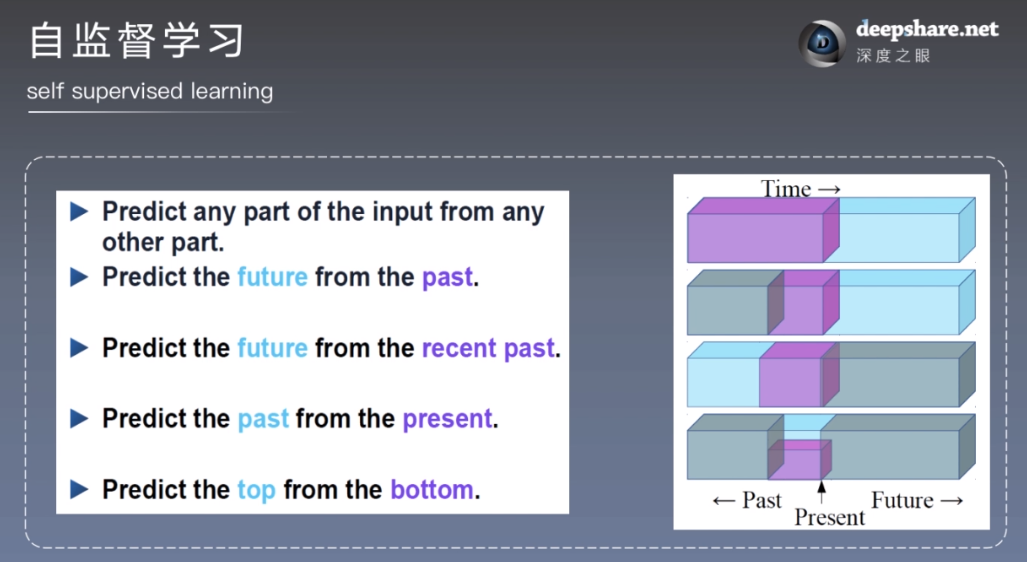 自监督学习
self supervised learning
deepshare.net
深度之眼
Predict any part of the input from any
other part.
Predict the future from the past.
Predict the future from the recent past.
Predict the past from the present.
Predict the top from the bottom.
Time →
← Past
Present
Future →